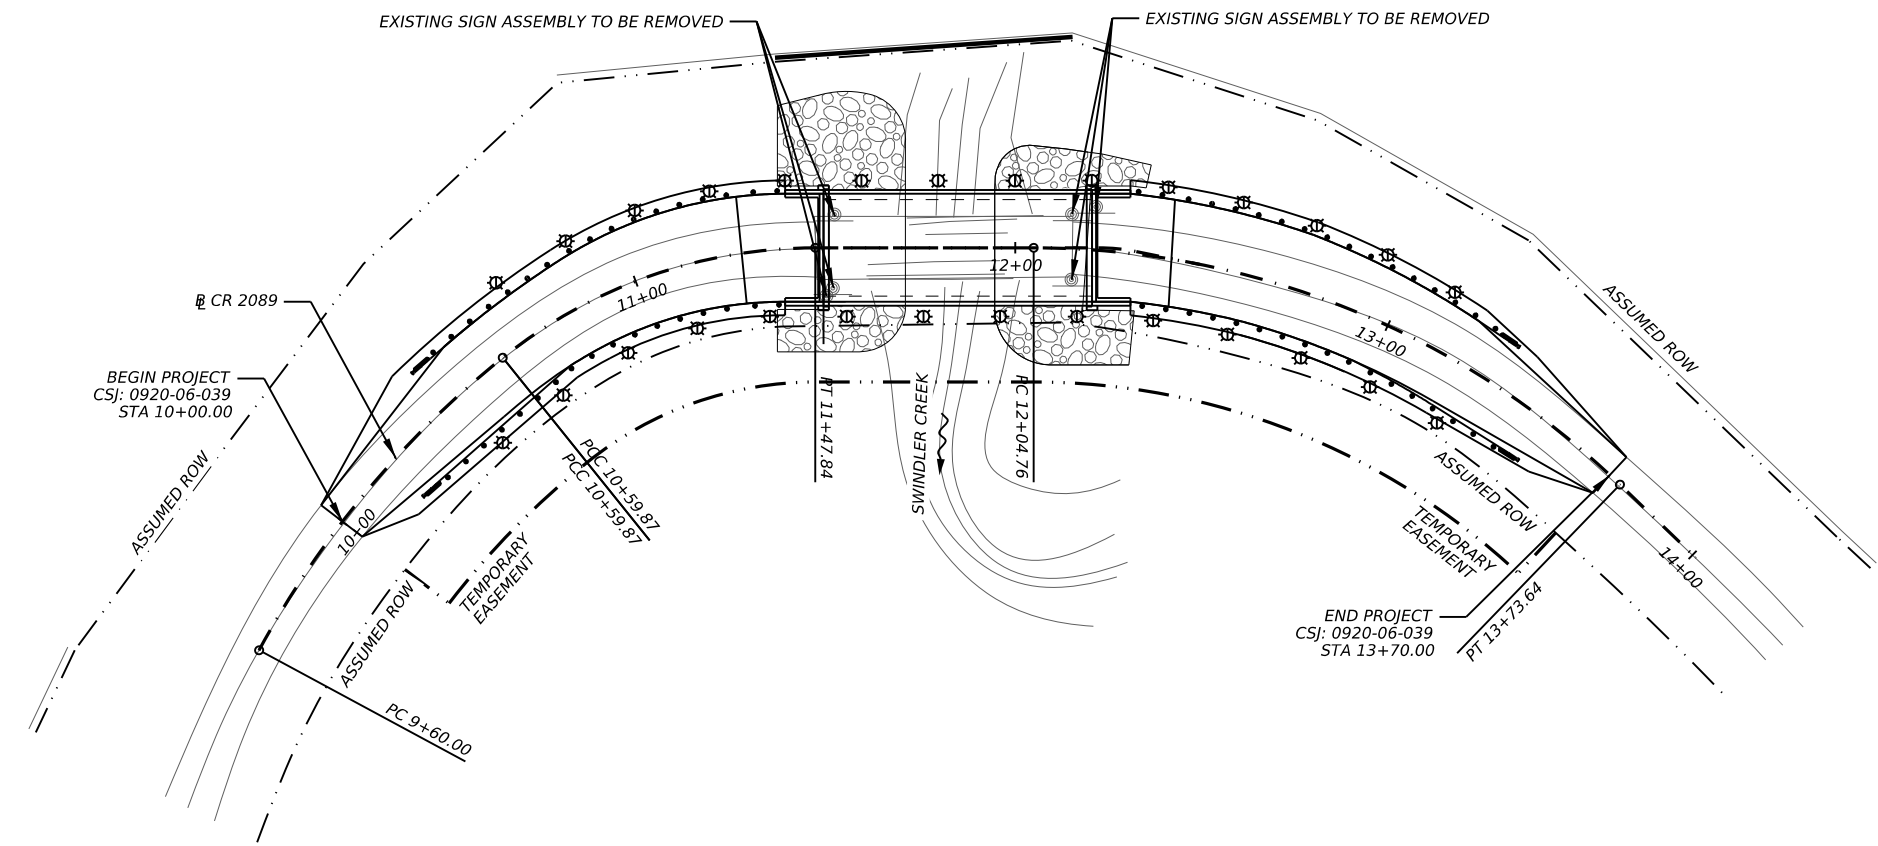 EXISTING SIGN ASSEMBLY TO BE REMOVED
EXISTING SIGN ASSEMBLY TO BE REMOVED
12+00
11+00
℄ CR 2089
13+00
ASSUMED ROW
BEGIN PROJECT
CSJ: 0920-06-039
STA 10+00.00
PT 11+47.84
SWINDLER CREEK
PC 12+04.76
PCC 10+59.87
PCC 10+59.87
ASSUMED ROW
10+00
ASSUMED ROW
TEMPORARY
EASEMENT
TEMPORARY
EASEMENT
14+00
ASSUMED ROW
END PROJECT
CSJ: 0920-06-039
STA 13+70.00
PT 13+73.64
PC 9+60.00